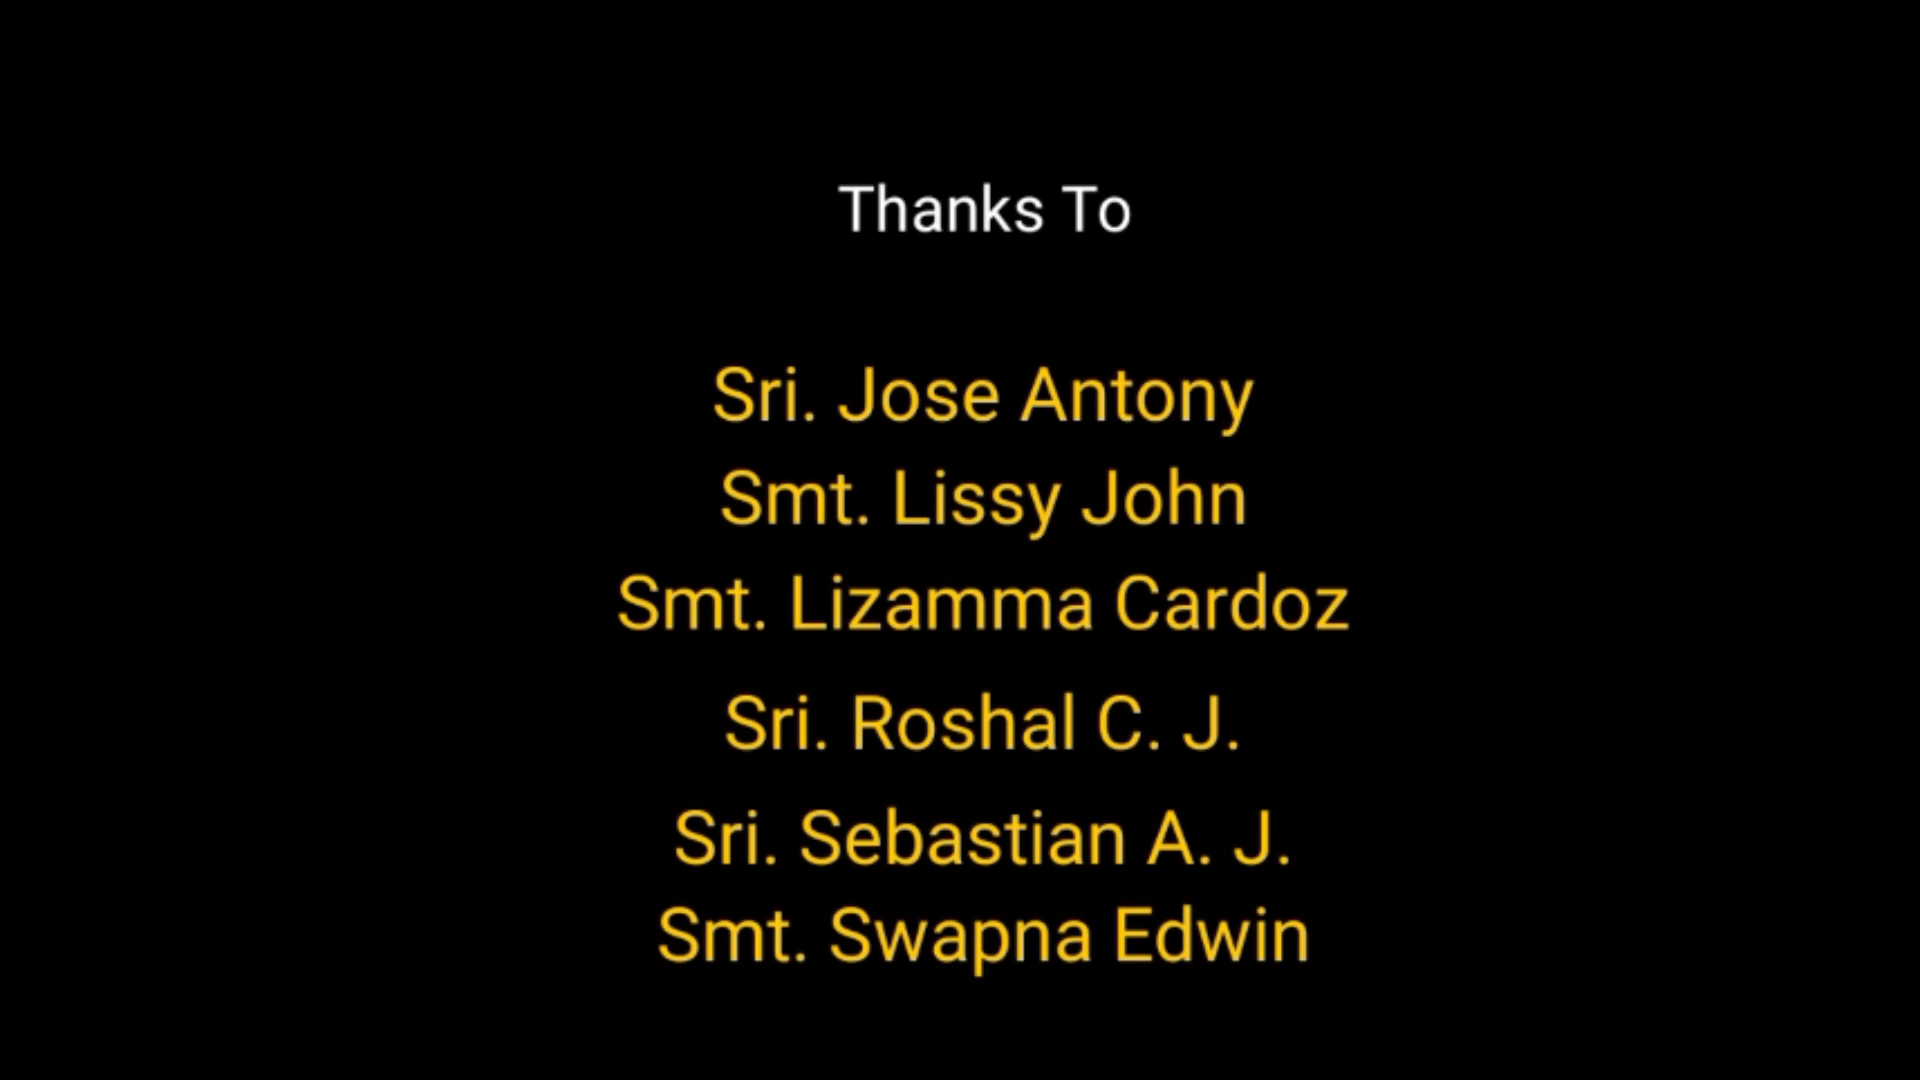 Thanks To
Sri. Jose Antony
Smt. Lissy John
Smt. Lizamma Cardoz
Sri. Roshal C. J.
Sri. Sebastian A. J.
Smt. Swapna Edwin